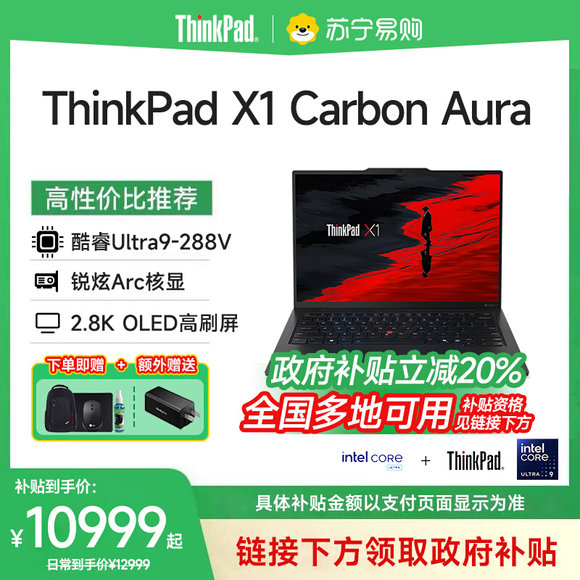 ThinkPad 苏宁易购
ThinkPad X1 Carbon Aura
高性价比推荐
酷睿Ultra9-288V
锐炫Arc核显
2.8K OLED高刷屏
ThinkPad X1
下单即赠 + 额外赠送
政府补贴立减20%
全国多地可用 补贴资格
见链接下方
intel core
ULTRA
+ ThinkPad
intel
CORE
ULTRA 9
补贴到手价:
¥10999起
日常到手价¥12999
具体补贴金额以支付页面显示为准
链接下方领取政府补贴